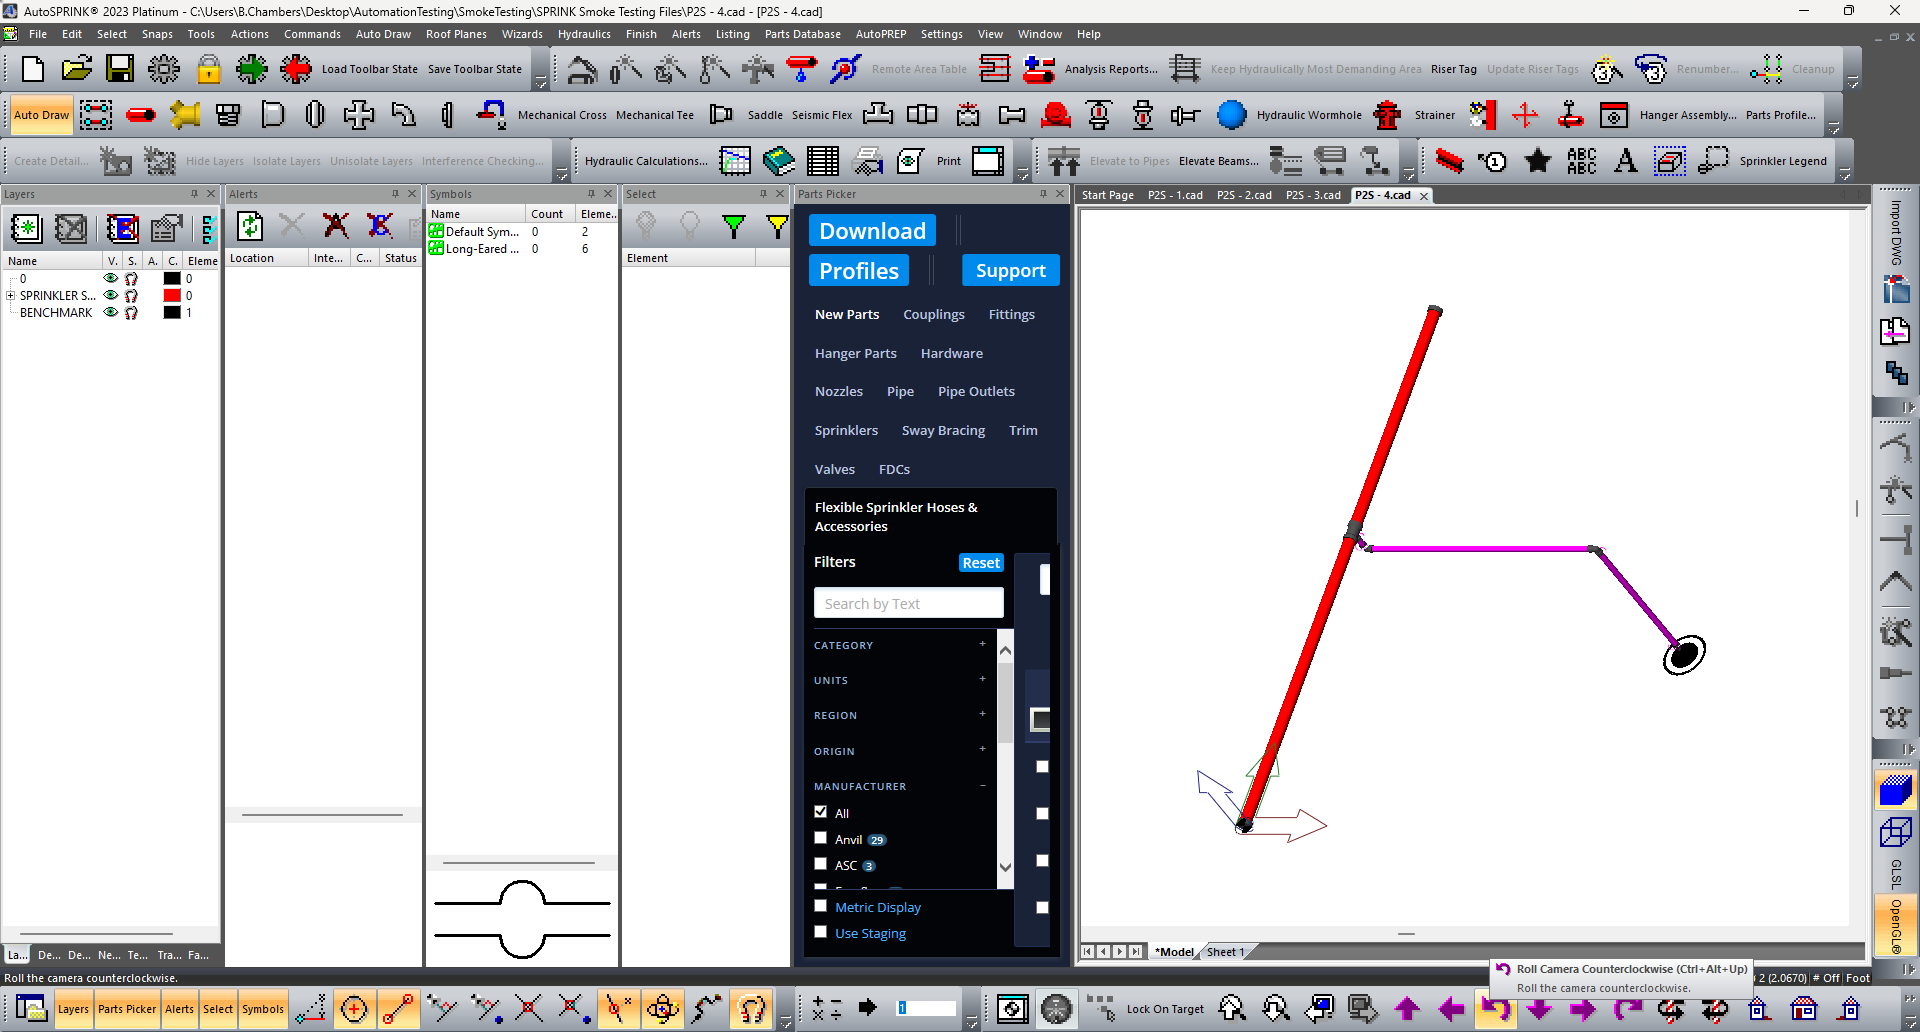 AutoSPRINK® 2023 Platinum - C:\Users\B.Chambers\Desktop\AutomationTesting\SmokeTesting\SPRINK Smoke Testing Files\P2S - 4.cad - [P2S - 4.cad]
File Edit Select Snaps Tools Actions Commands Auto Draw Roof Planes Wizards Hydraulics Finish Alerts Listing Parts Database AutoPREP Settings View Window Help
Load Toolbar State Save Toolbar State Remote Area Table Analysis Reports... Keep Hydraulically Most Demanding Area Riser Tag Update Riser Tags Renumber... Cleanup
Auto Draw Mechanical Cross Mechanical Tee Saddle Seismic Flex Hydraulic Wormhole Strainer Hanger Assembly... Parts Profile...
Create Detail... Hide Layers Isolate Layers Unisolate Layers Interference Checking... Hydraulic Calculations... Print Elevate to Pipes Elevate Beams... 1 ABC ABC A Sprinkler Legend
Layers
Name V. S. A. C. Eleme
0 0
SPRINKLER S... 0
BENCHMARK 1
La... De... De... Ne... Te... Tra... Fa...
Alerts
Location Inte... C... Status
Symbols
Name Count Eleme...
Default Sym... 0 2
Long-Eared ... 0 6
Select
Element
Parts Picker
Download
Profiles Support
New Parts Couplings Fittings
Hanger Parts Hardware
Nozzles Pipe Pipe Outlets
Sprinklers Sway Bracing Trim
Valves FDCs
Flexible Sprinkler Hoses &
Accessories
Filters Reset
Search by Text
CATEGORY +
UNITS +
REGION +
ORIGIN +
MANUFACTURER −
All
Anvil 29
ASC 3
Metric Display
Use Staging
Start Page P2S - 1.cad P2S - 2.cad P2S - 3.cad P2S - 4.cad
*Model Sheet 1
Import DWG
GLSL
OpenGL®
Roll the camera counterclockwise.
Roll Camera Counterclockwise (Ctrl+Alt+Up)
Roll the camera counterclockwise.
2 (2.0670) # Off Foot
Layers Parts Picker Alerts Select Symbols 1 Lock On Target